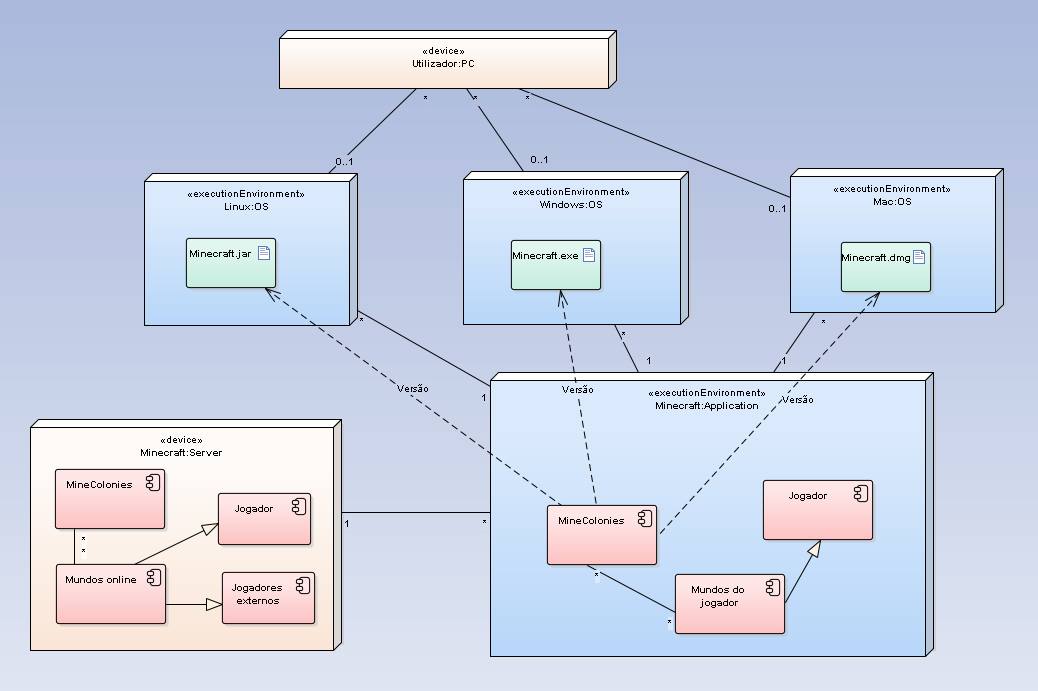 «device»
Utilizador:PC
*
*
*
0..1
0..1
0..1
«executionEnvironment»
Linux:OS
Minecraft.jar
«executionEnvironment»
Windows:OS
Minecraft.exe
«executionEnvironment»
Mac:OS
Minecraft.dmg
*
*
*
1
1
1
Versão
Versão
Versão
«executionEnvironment»
Minecraft:Application
MineColonies
Jogador
*
Mundos do
jogador
*
«device»
Minecraft:Server
MineColonies
Jogador
*
*
Mundos online
Jogadores
externos
1
*